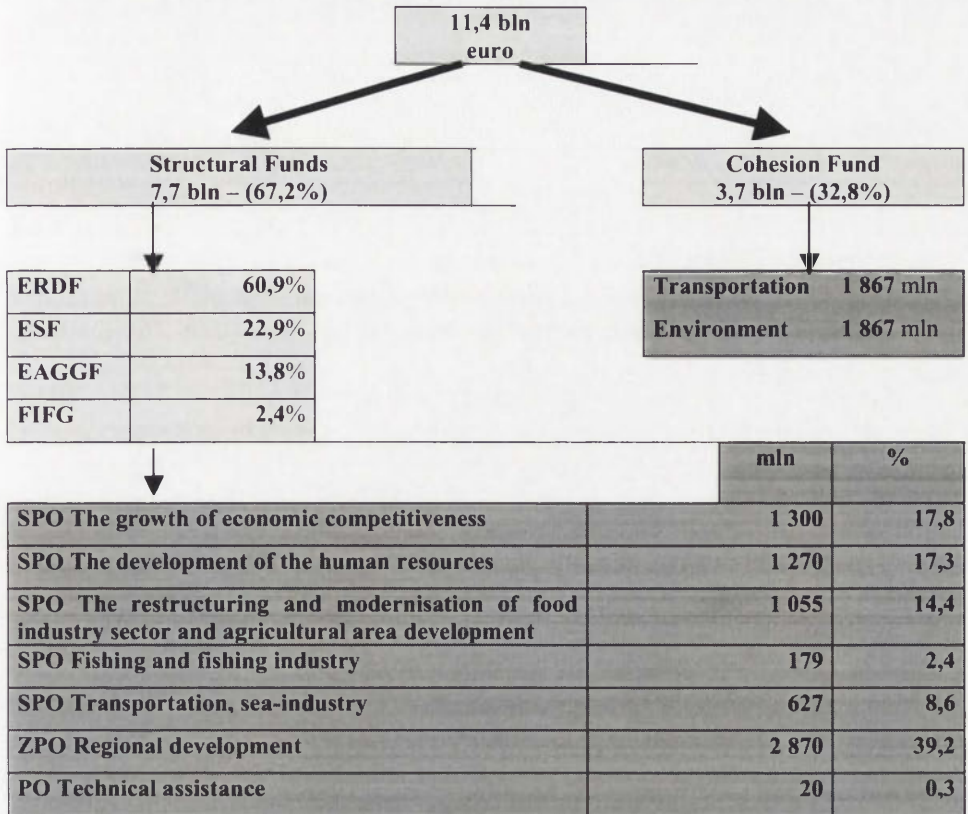 11,4 bln
euro
Structural Funds
7,7 bln – (67,2%)
Cohesion Fund
3,7 bln – (32,8%)
ERDF 60,9%
ESF 22,9%
EAGGF 13,8%
FIFG 2,4%
Transportation 1 867 mln
Environment 1 867 mln
mln %
SPO The growth of economic competitiveness 1 300 17,8
SPO The development of the human resources 1 270 17,3
SPO The restructuring and modernisation of food 1 055 14,4
industry sector and agricultural area development
SPO Fishing and fishing industry 179 2,4
SPO Transportation, sea-industry 627 8,6
ZPO Regional development 2 870 39,2
PO Technical assistance 20 0,3